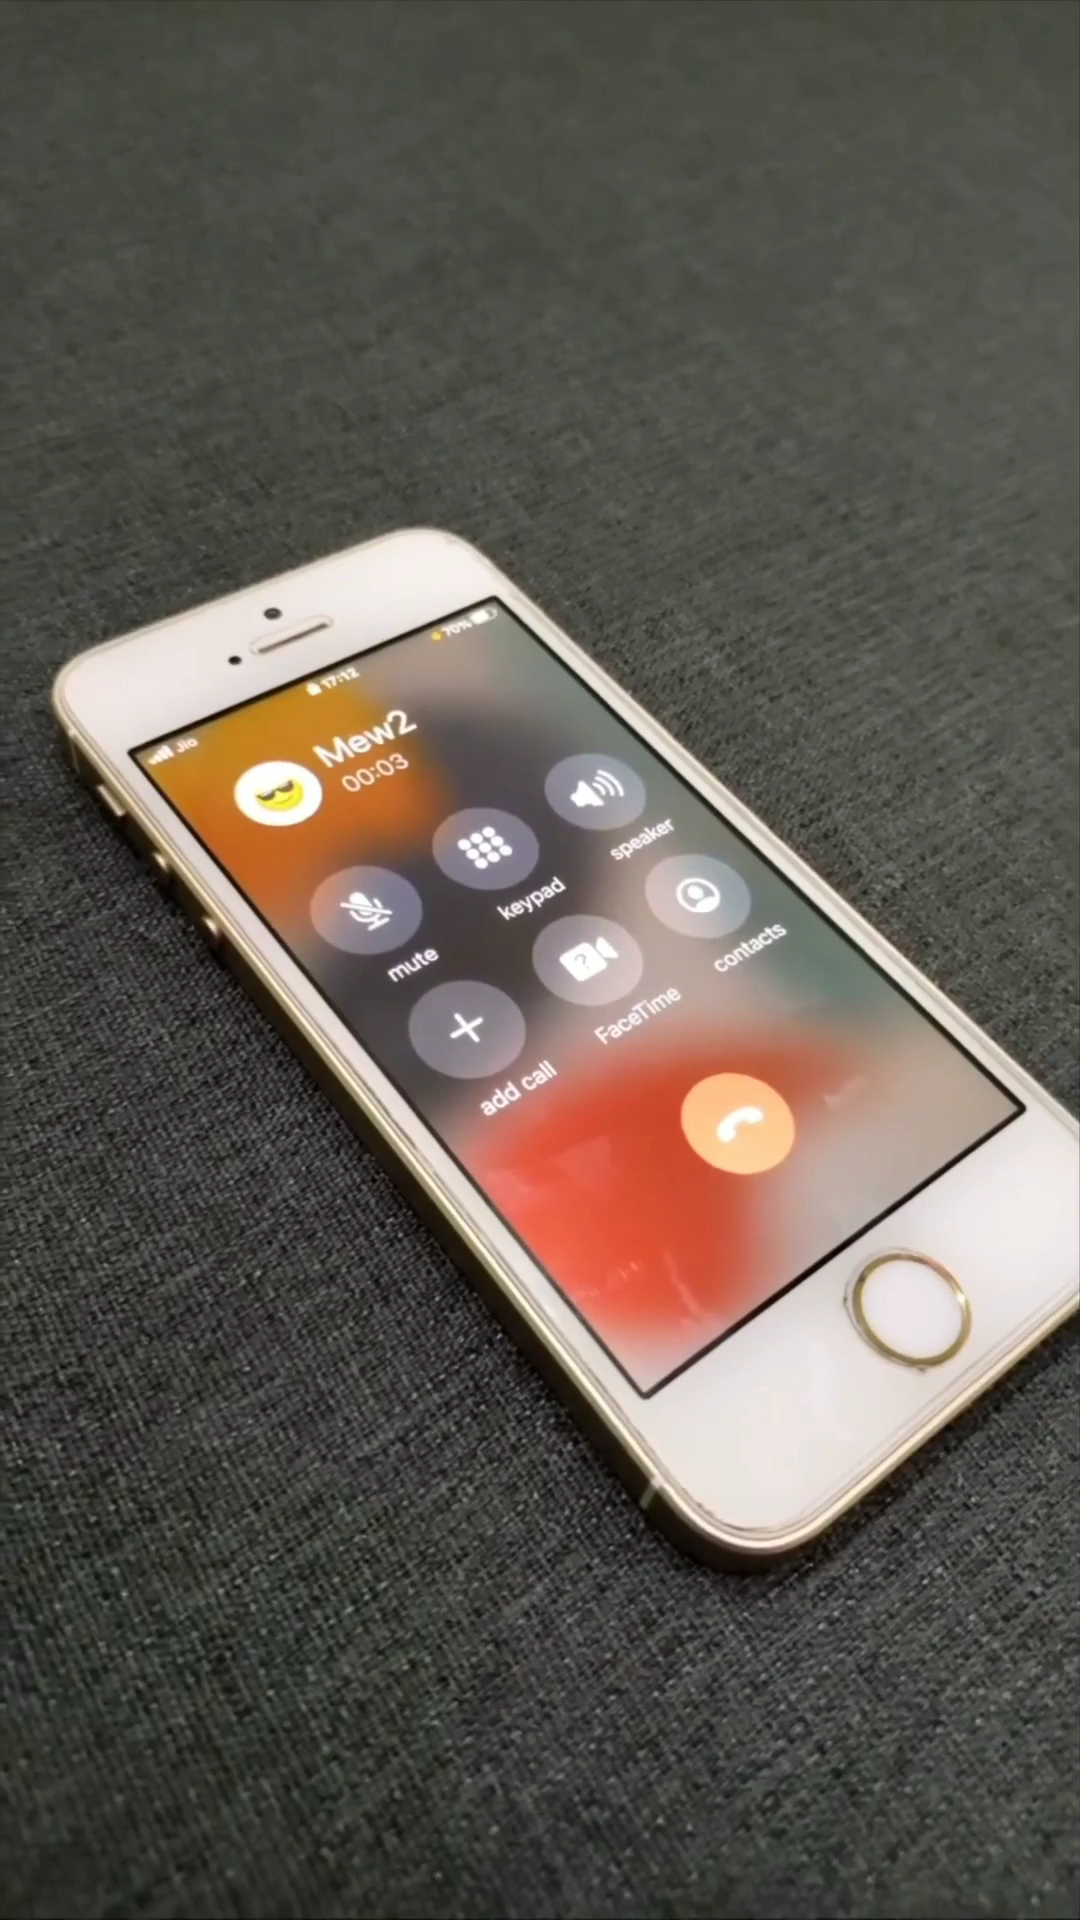 Jio 17:12 70%
Mew2
00:03
mute keypad speaker
add call FaceTime contacts